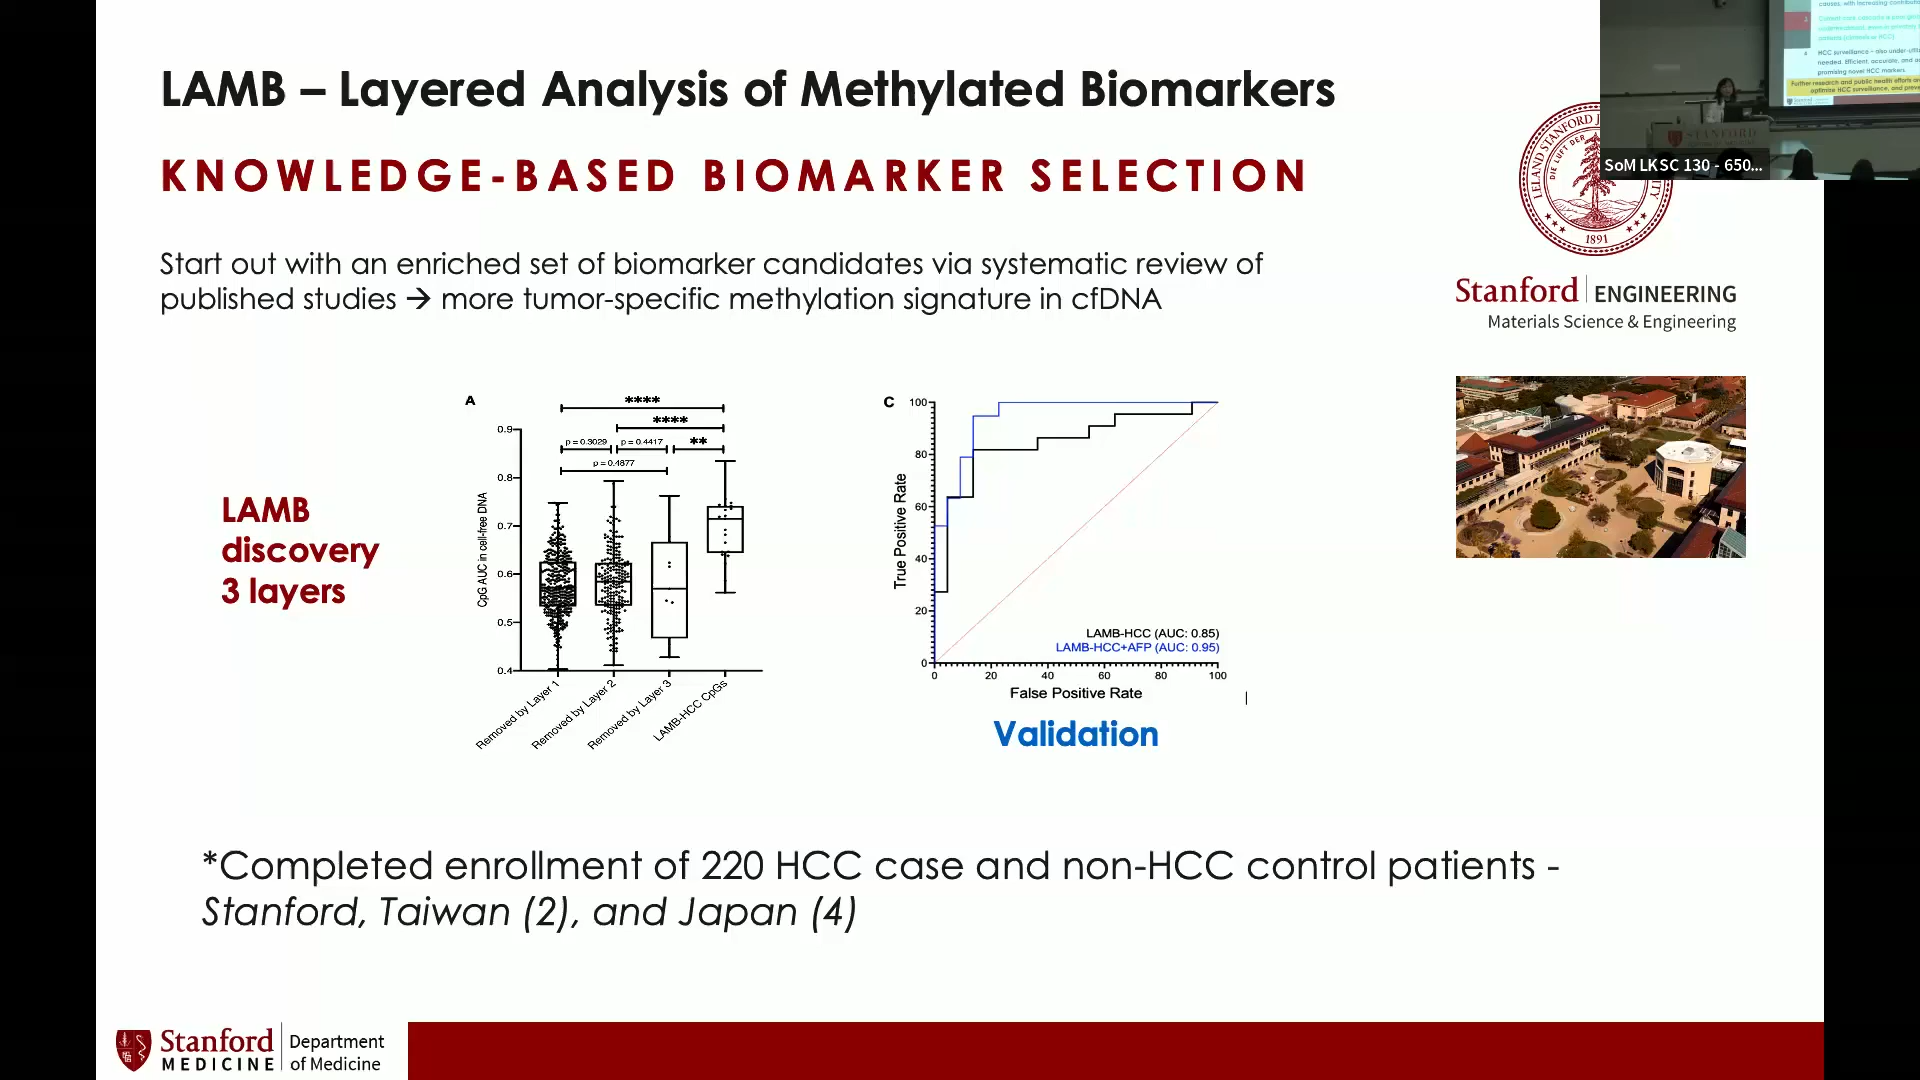 LAMB – Layered Analysis of Methylated Biomarkers
KNOWLEDGE-BASED BIOMARKER SELECTION
Start out with an enriched set of biomarker candidates via systematic review of
published studies → more tumor-specific methylation signature in cfDNA
LAMB
discovery
3 layers
A
****
****
p = 0.3029
p = 0.4417
**
p = 0.4877
0.9
0.8
0.7
0.6
0.5
0.4
CpG AUC in cell-free DNA
Removed by Layer 1
Removed by Layer 2
Removed by Layer 3
LAMB-HCC CpGs
C
100
80
60
40
20
0
True Positive Rate
LAMB-HCC (AUC: 0.85)
LAMB-HCC+AFP (AUC: 0.95)
0 20 40 60 80 100
False Positive Rate
Validation
*Completed enrollment of 220 HCC case and non-HCC control patients -
Stanford, Taiwan (2), and Japan (4)
SoM LKSC 130 - 650...
1891
Stanford ENGINEERING
Materials Science & Engineering
Stanford
MEDICINE
Department
of Medicine